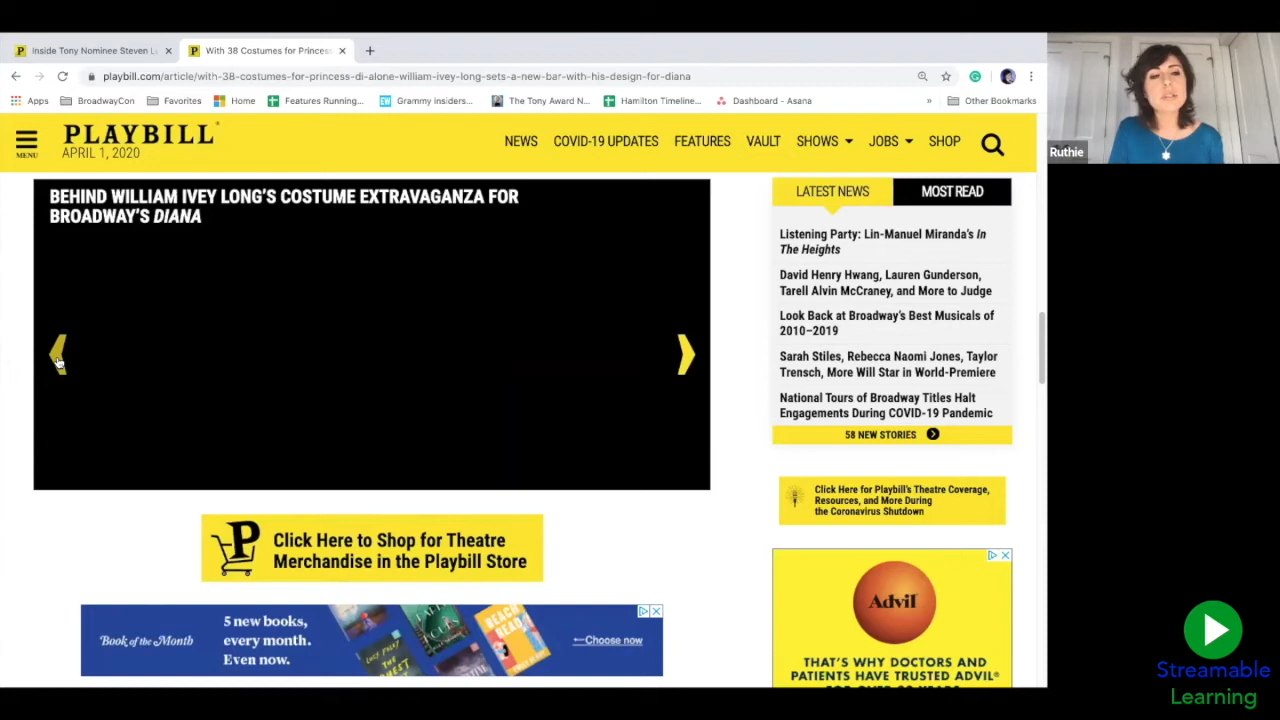 Inside Tony Nominee Steven L
With 38 Costumes for Princess
playbill.com/article/with-38-costumes-for-princess-di-alone-william-ivey-long-sets-a-new-bar-with-his-design-for-diana
Apps
BroadwayCon
Favorites
Home
Features Running...
Grammy insiders...
The Tony Award N...
Hamilton Timeline...
Dashboard - Asana
»
Other Bookmarks
Ruthie
MENU
PLAYBILL
APRIL 1, 2020
NEWS
COVID-19 UPDATES
FEATURES
VAULT
SHOWS
JOBS
SHOP
BEHIND WILLIAM IVEY LONG'S COSTUME EXTRAVAGANZA FOR
BROADWAY'S DIANA
LATEST NEWS
MOST READ
Listening Party: Lin-Manuel Miranda's In
The Heights
David Henry Hwang, Lauren Gunderson,
Tarell Alvin McCraney, and More to Judge
Look Back at Broadway's Best Musicals of
2010–2019
Sarah Stiles, Rebecca Naomi Jones, Taylor
Trensch, More Will Star in World-Premiere
National Tours of Broadway Titles Halt
Engagements During COVID-19 Pandemic
58 NEW STORIES
Click Here for Playbill's Theatre Coverage,
Resources, and More During
the Coronavirus Shutdown
Click Here to Shop for Theatre
Merchandise in the Playbill Store
Book of the Month
5 new books,
every month.
Even now.
BEACH
READ
Choose now
Advil
THAT'S WHY DOCTORS AND
PATIENTS HAVE TRUSTED ADVIL®
Streamable
Learning